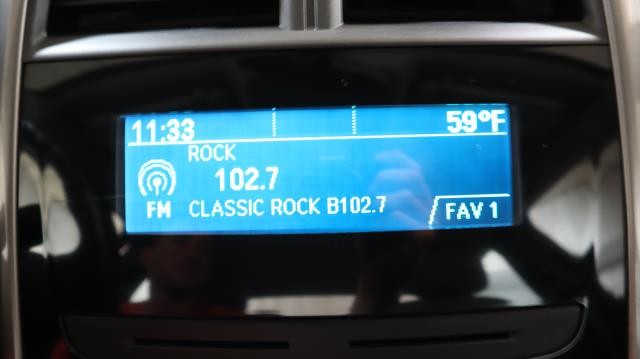 11:33 59°F
ROCK
102.7
FM CLASSIC ROCK B102.7
FAV 1